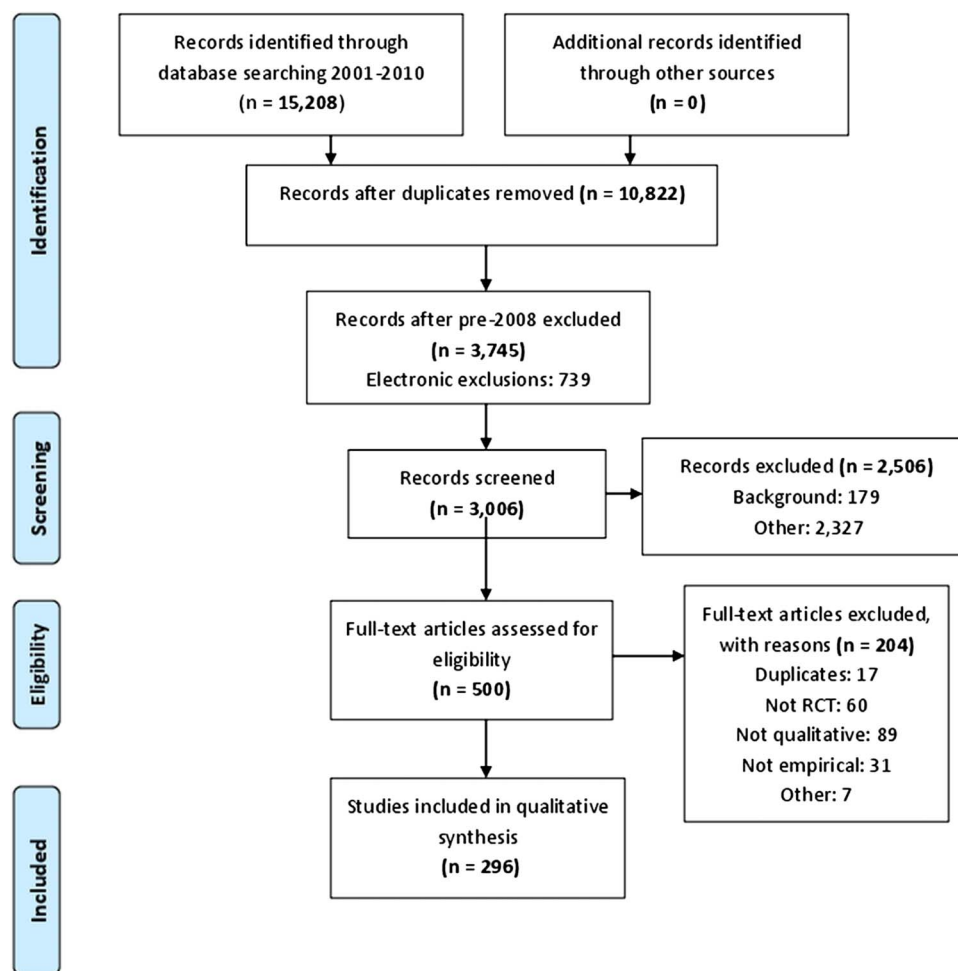 Records identified through
database searching 2001-2010
(n = 15,208)
Additional records identified
through other sources
(n = 0)
Records after duplicates removed (n = 10,822)
Identification
Records after pre-2008 excluded
(n = 3,745)
Electronic exclusions: 739
Screening
Records screened
(n = 3,006)
Records excluded (n = 2,506)
Background: 179
Other: 2,327
Eligibility
Full-text articles assessed for
eligibility
(n = 500)
Full-text articles excluded,
with reasons (n = 204)
Duplicates: 17
Not RCT: 60
Not qualitative: 89
Not empirical: 31
Other: 7
Included
Studies included in qualitative
synthesis
(n = 296)